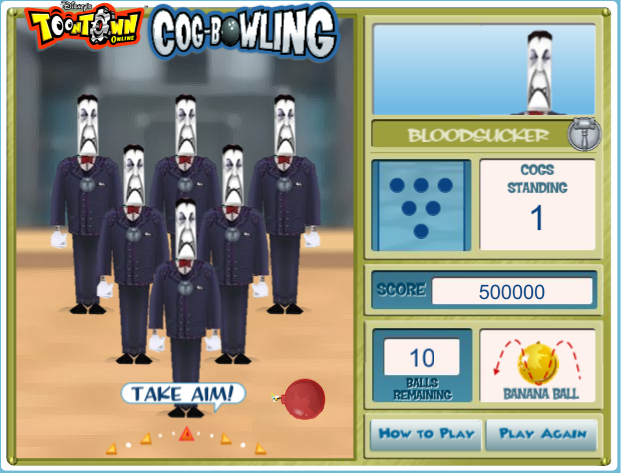 Disney's
TOONTOWN
ONLINE
COG-BOWLING
BLOODSUCKER
COGS
STANDING
1
SCORE
500000
10
BALLS
REMAINING
BANANA BALL
TAKE AIM!
HOW TO PLAY
PLAY AGAIN